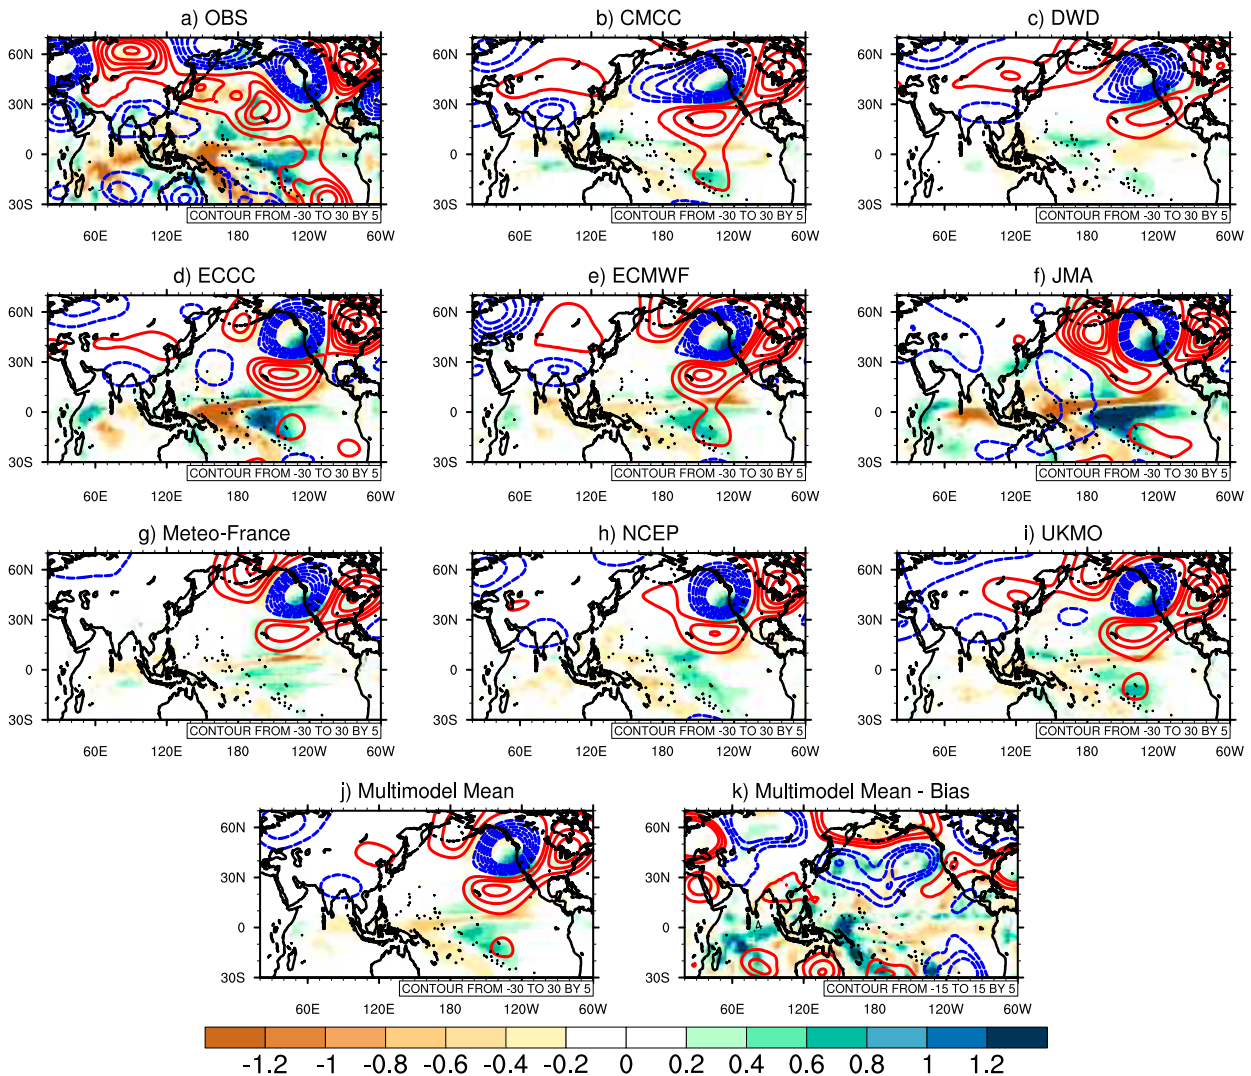 a) OBS
b) CMCC
c) DWD
60N
30N
0
30S
60N
30N
0
30S
60N
30N
0
30S
CONTOUR FROM -30 TO 30 BY 5
CONTOUR FROM -30 TO 30 BY 5
CONTOUR FROM -30 TO 30 BY 5
60E 120E 180 120W 60W
60E 120E 180 120W 60W
60E 120E 180 120W 60W
d) ECCC
e) ECMWF
f) JMA
60N
30N
0
30S
60N
30N
0
30S
60N
30N
0
30S
CONTOUR FROM -30 TO 30 BY 5
CONTOUR FROM -30 TO 30 BY 5
CONTOUR FROM -30 TO 30 BY 5
60E 120E 180 120W 60W
60E 120E 180 120W 60W
60E 120E 180 120W 60W
g) Meteo-France
h) NCEP
i) UKMO
60N
30N
0
30S
60N
30N
0
30S
60N
30N
0
30S
CONTOUR FROM -30 TO 30 BY 5
CONTOUR FROM -30 TO 30 BY 5
CONTOUR FROM -30 TO 30 BY 5
60E 120E 180 120W 60W
60E 120E 180 120W 60W
60E 120E 180 120W 60W
j) Multimodel Mean
k) Multimodel Mean - Bias
60N
30N
0
30S
60N
30N
0
30S
CONTOUR FROM -30 TO 30 BY 5
CONTOUR FROM -15 TO 15 BY 5
60E 120E 180 120W 60W
60E 120E 180 120W 60W
-1.2 -1 -0.8 -0.6 -0.4 -0.2 0 0.2 0.4 0.6 0.8 1 1.2